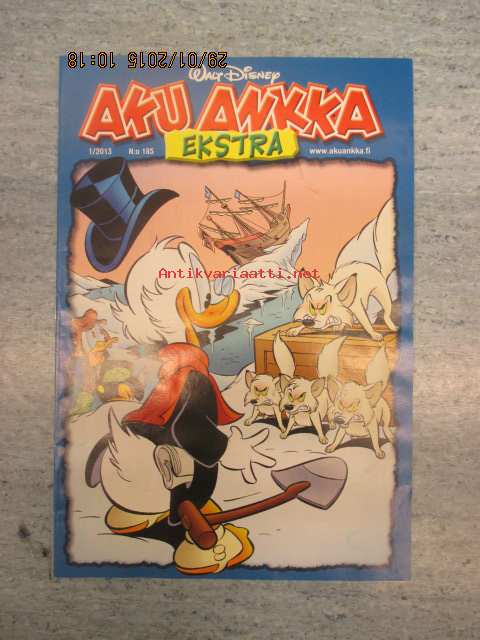 29/01/2015 10:18
WALT DISNEY
AKU ANKKA
EKSTRA
1/2013 N:o 185 www.akuankka.fi
Antikvariaatti.net